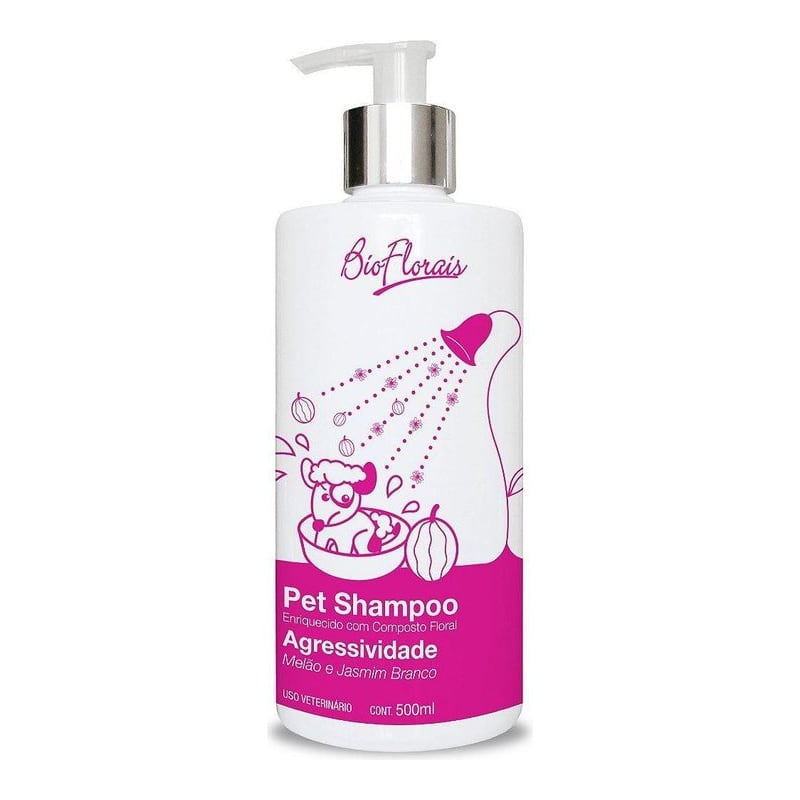 BioFlorais
Pet Shampoo
Enriquecido com Composto Floral
Agressividade
Melão e Jasmim Branco
USO VETERINÁRIO CONT. 500ml